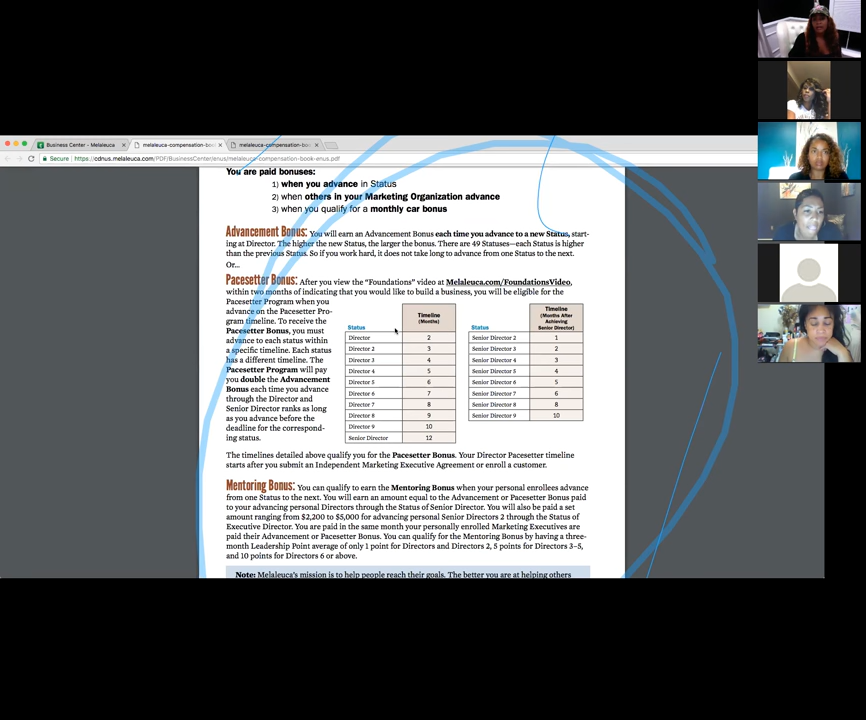 Business Center - Melaleuca
melaleuca-compensation-boo
melaleuca-compensation-boo
Secure https://cdnus.melaleuca.com/PDF/BusinessCenter/enus/melaleuca-compensation-book-enus.pdf
You are paid bonuses:
1) when you advance in Status
2) when others in your Marketing Organization advance
3) when you qualify for a monthly car bonus
Advancement Bonus: You will earn an Advancement Bonus each time you advance to a new Status, start-
ing at Director. The higher the new Status, the larger the bonus. There are 49 Statuses—each Status is higher
than the previous Status. So if you work hard, it does not take long to advance from one Status to the next.
Or...
Pacesetter Bonus: After you view the "Foundations" video at Melaleuca.com/FoundationsVideo,
within two months of indicating that you would like to build a business, you will be eligible for the
Pacesetter Program when you
advance on the Pacesetter Pro-
gram timeline. To receive the
Pacesetter Bonus, you must
advance to each status within
a specific timeline. Each status
has a different timeline. The
Pacesetter Program will pay
you double the Advancement
Bonus each time you advance
through the Director and
Senior Director ranks as long
as you advance before the
deadline for the correspond-
ing status.
Status Timeline (Months)
Director 2
Director 2 3
Director 3 4
Director 4 5
Director 5 6
Director 6 7
Director 7 8
Director 8 9
Director 9 10
Senior Director 12
Status Timeline (Months After Achieving Senior Director)
Senior Director 2 1
Senior Director 3 2
Senior Director 4 3
Senior Director 5 4
Senior Director 6 5
Senior Director 7 6
Senior Director 8 8
Senior Director 9 10
The timelines detailed above qualify you for the Pacesetter Bonus. Your Director Pacesetter timeline
starts after you submit an Independent Marketing Executive Agreement or enroll a customer.
Mentoring Bonus: You can qualify to earn the Mentoring Bonus when your personal enrollees advance
from one Status to the next. You will earn an amount equal to the Advancement or Pacesetter Bonus paid
to your advancing personal Directors through the Status of Senior Director. You will also be paid a set
amount ranging from $2,200 to $5,000 for advancing personal Senior Directors 2 through the Status of
Executive Director. You are paid in the same month your personally enrolled Marketing Executives are
paid their Advancement or Pacesetter Bonus. You can qualify for the Mentoring Bonus by having a three-
month Leadership Point average of only 1 point for Directors and Directors 2, 5 points for Directors 3–5,
and 10 points for Directors 6 or above.
Note: Melaleuca's mission is to help people reach their goals. The better you are at helping others